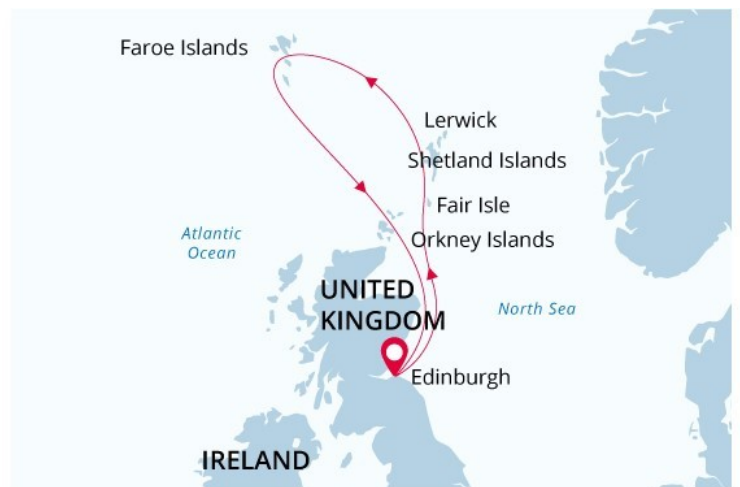 Faroe Islands
Lerwick
Shetland Islands
Fair Isle
Atlantic
Ocean
Orkney Islands
UNITED
KINGDOM
North Sea
Edinburgh
IRELAND